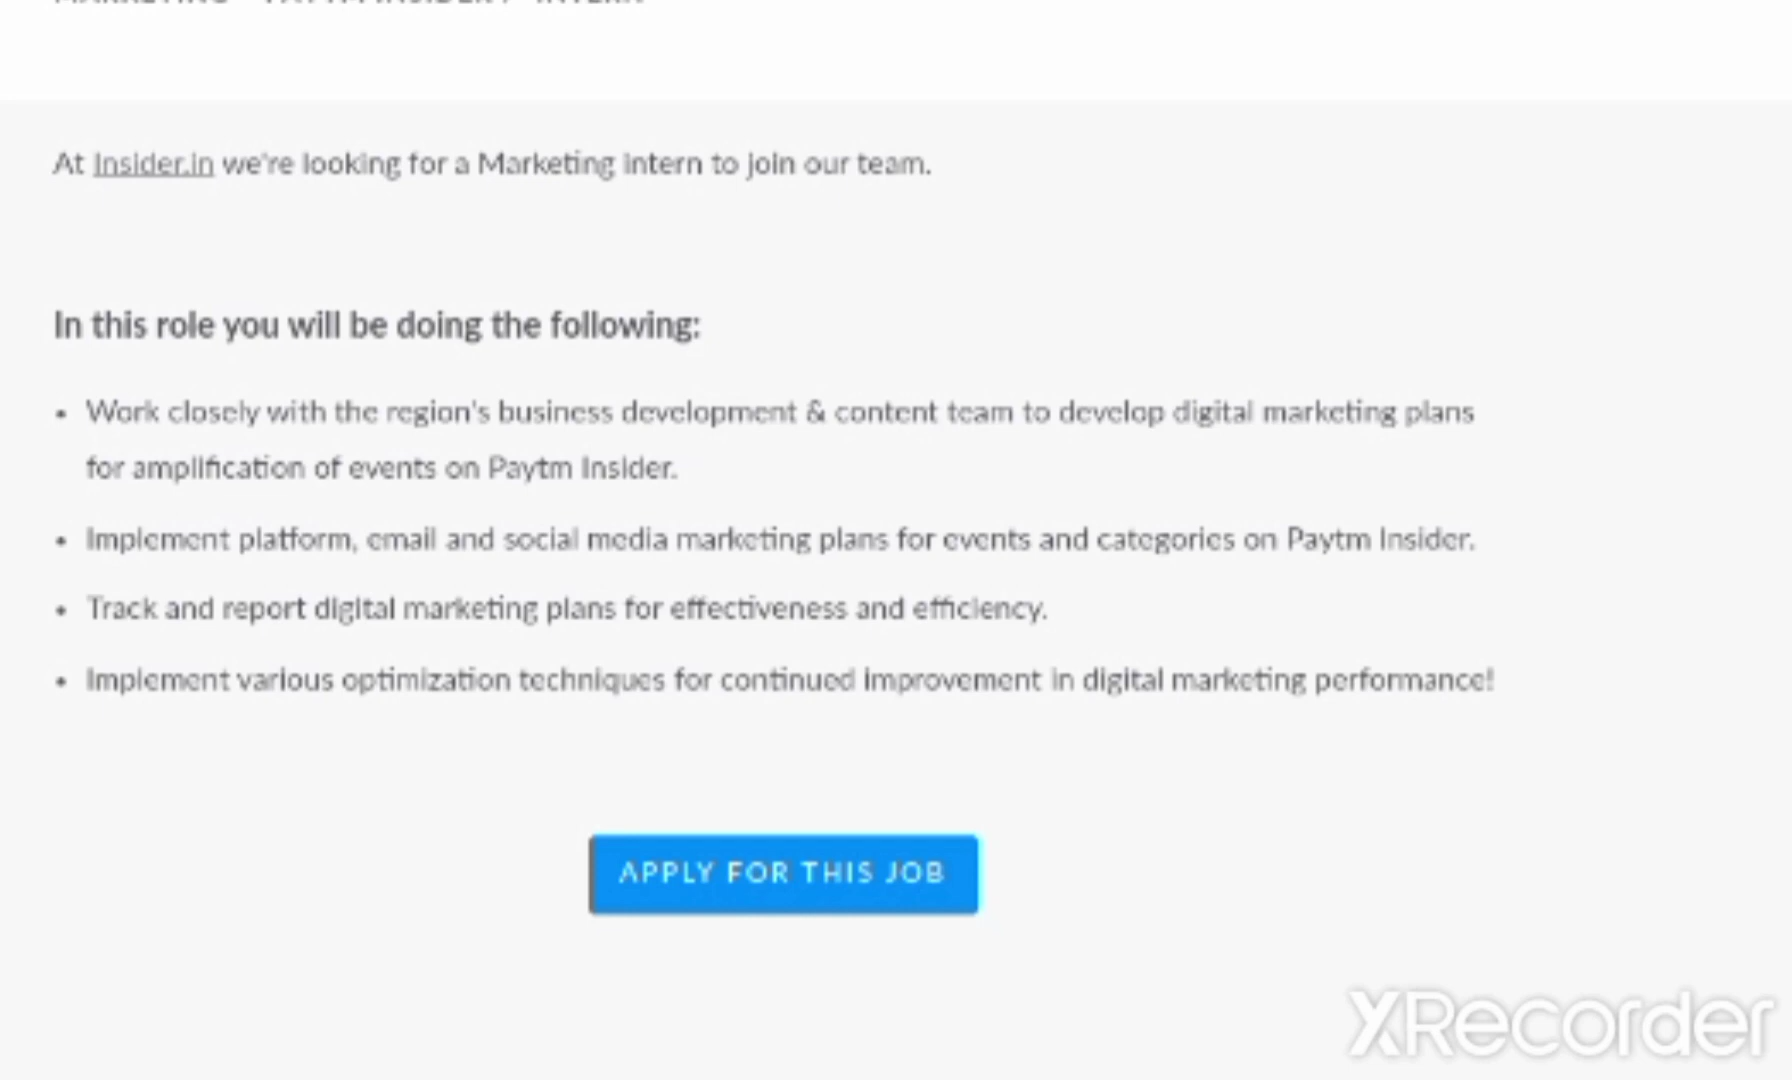 MARKETING - PAYTM INSIDER / INTERN
At Insider.in we're looking for a Marketing intern to join our team.
In this role you will be doing the following:
• Work closely with the region's business development & content team to develop digital marketing plans
for amplification of events on Paytm Insider.
• Implement platform, email and social media marketing plans for events and categories on Paytm Insider.
• Track and report digital marketing plans for effectiveness and efficiency.
• Implement various optimization techniques for continued improvement in digital marketing performance!
APPLY FOR THIS JOB
XRecorder